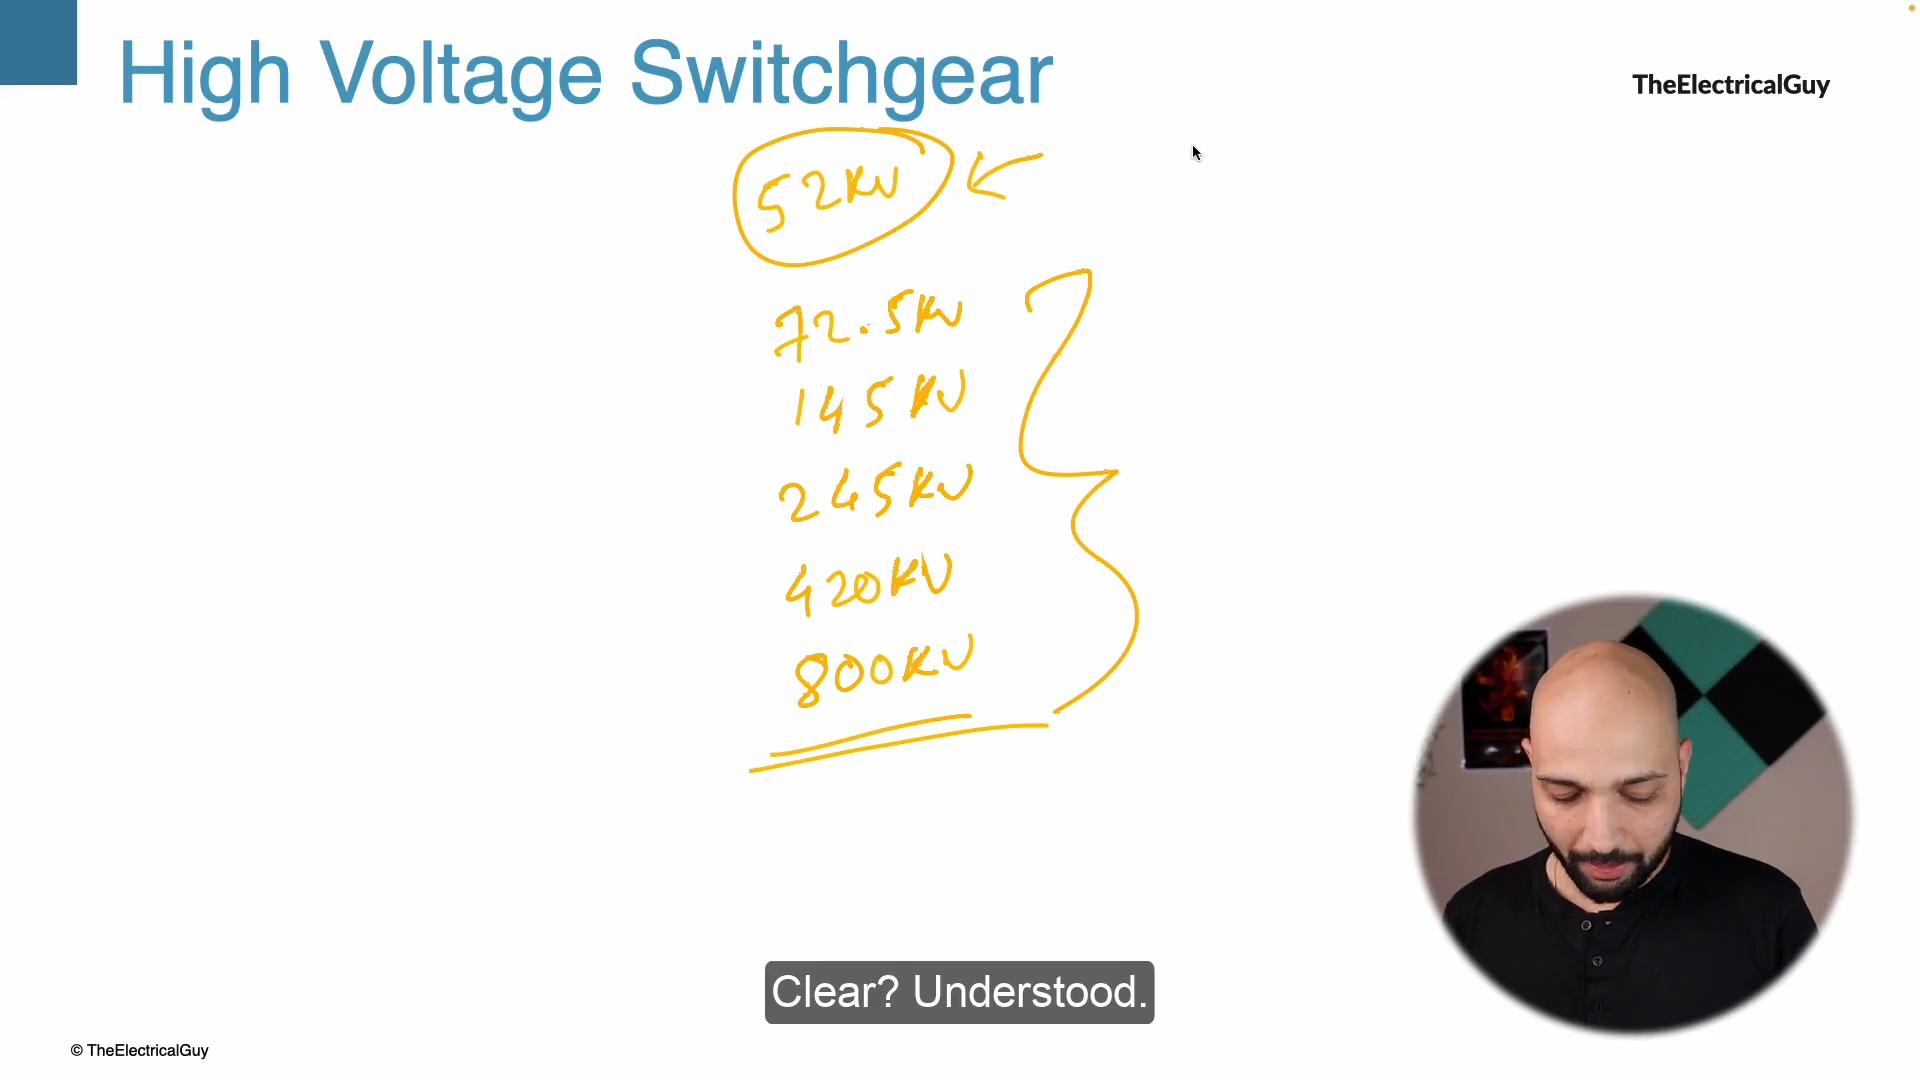 High Voltage Switchgear
TheElectricalGuy
52KV
72.5KV
145KV
245KV
420KV
800KV
Clear? Understood.
© TheElectricalGuy